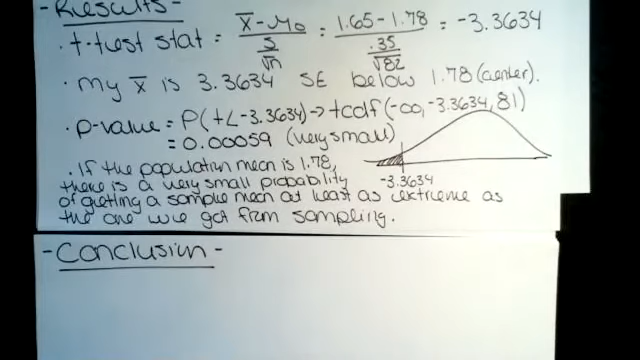 - Results -
· t-test stat = x̄ - μ₀ / s/√n = 1.65 - 1.78 / .35/√82 = -3.3634
· my x̄ is 3.3634 SE below 1.78 (center).
· p-value = P(t < -3.3634) → tcdf(-∞, -3.3634, 81)
= 0.00059 (very small)
-3.3634
· If the population mean is 1.78,
there is a very small probability
of getting a sample mean at least as extreme as
the one we got from sampling.
- Conclusion -